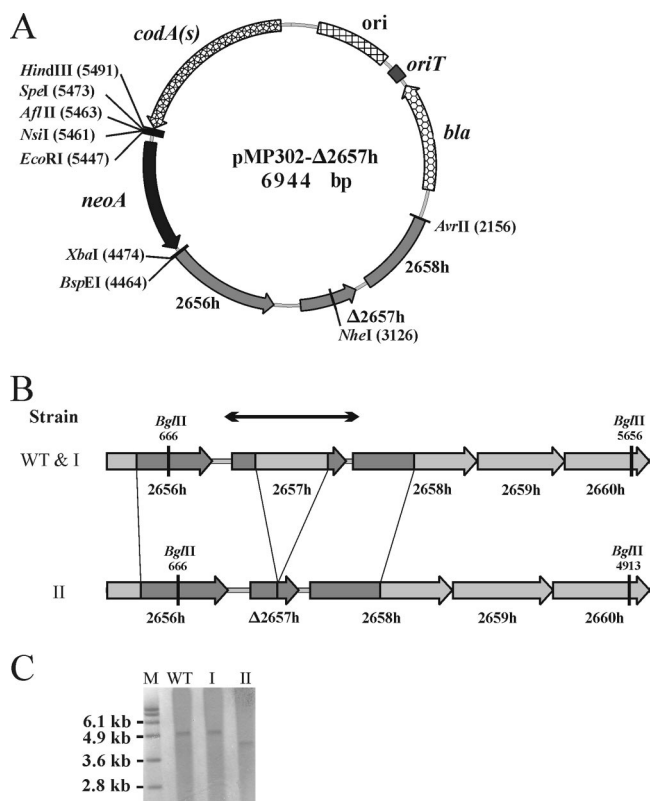 A
codA(s)
ori
oriT
bla
HindIII (5491)
SpeI (5473)
AflII (5463)
NsiI (5461)
EcoRI (5447)
pMP302-Δ2657h
6944 bp
neoA
AvrII (2156)
XbaI (4474)
BspEI (4464)
2658h
2656h
Δ2657h
NheI (3126)
B
Strain
BglII
666
BglII
5656
WT & I
2656h
2657h
2658h
2659h
2660h
BglII
666
BglII
4913
II
2656h
Δ2657h
2658h
2659h
2660h
C
M WT I II
6.1 kb
4.9 kb
3.6 kb
2.8 kb